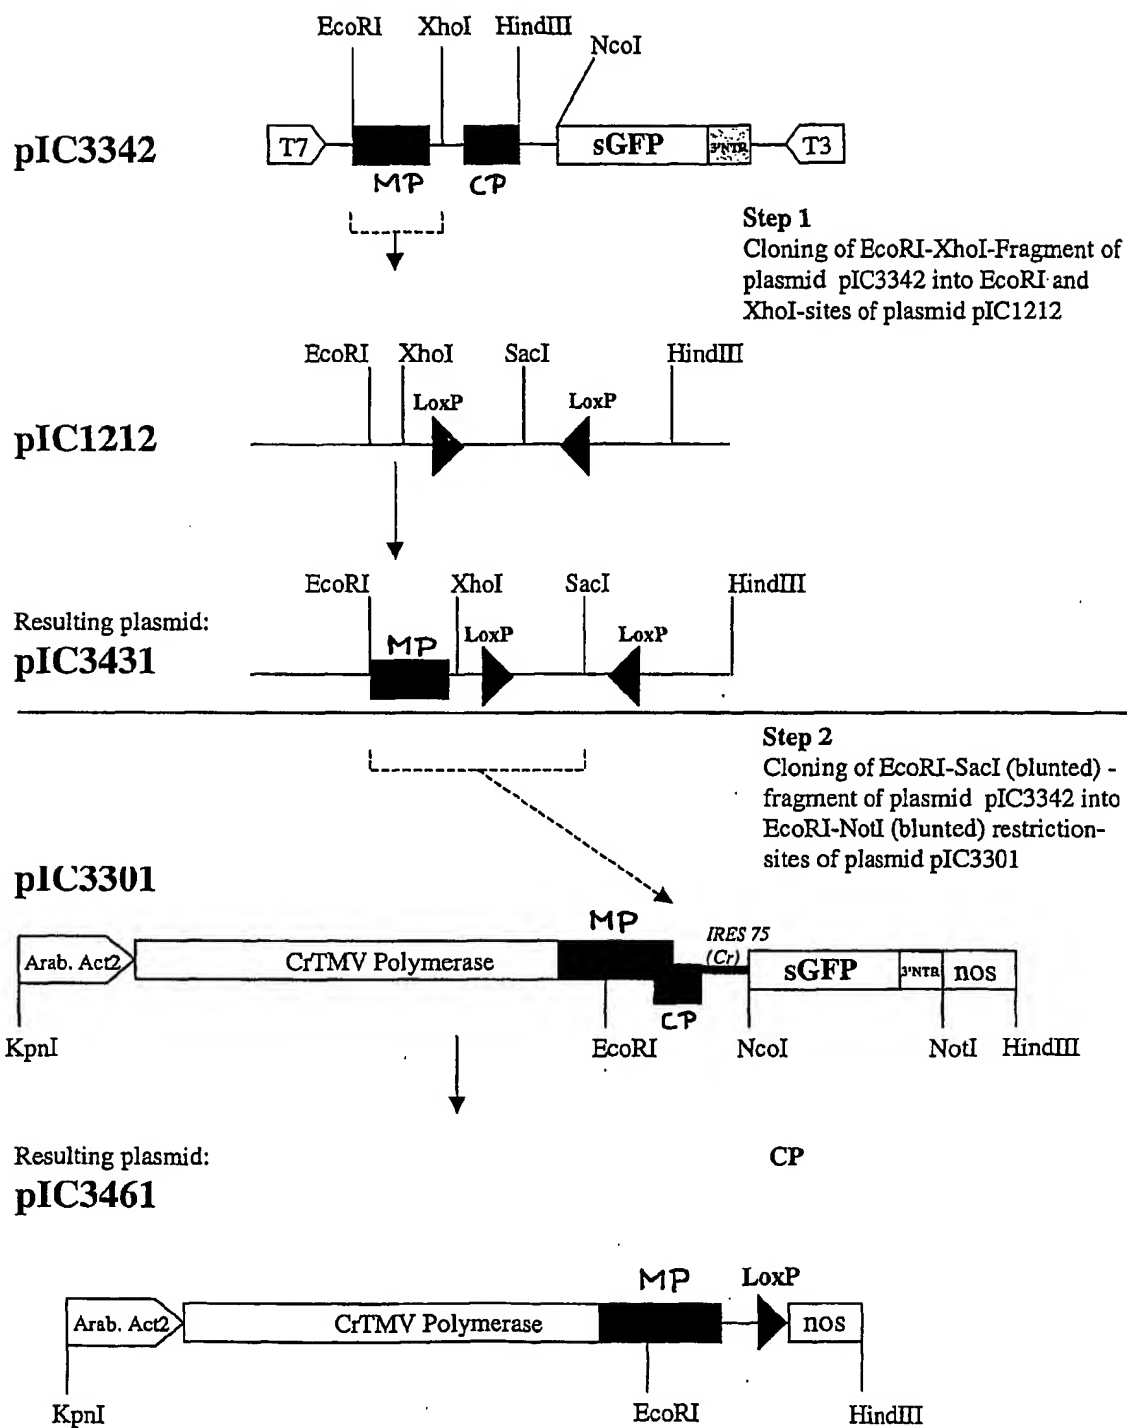 EcoRI XhoI HindIII
NcoI
pIC3342
T7 sGFP 3'NTR T3
MP CP
Step 1
Cloning of EcoRI-XhoI-Fragment of
plasmid pIC3342 into EcoRI and
XhoI-sites of plasmid pIC1212
EcoRI XhoI SacI HindIII
LoxP LoxP
pIC1212
EcoRI XhoI SacI HindIII
Resulting plasmid:
MP LoxP LoxP
pIC3431
Step 2
Cloning of EcoRI-SacI (blunted) -
fragment of plasmid pIC3342 into
EcoRI-NotI (blunted) restriction-
sites of plasmid pIC3301
pIC3301
MP IRES 75
(Cr)
Arab. Act2 CrTMV Polymerase sGFP 3'NTR nos
CP
KpnI EcoRI NcoI NotI HindIII
Resulting plasmid: CP
pIC3461
MP LoxP
Arab. Act2 CrTMV Polymerase nos
KpnI EcoRI HindIII